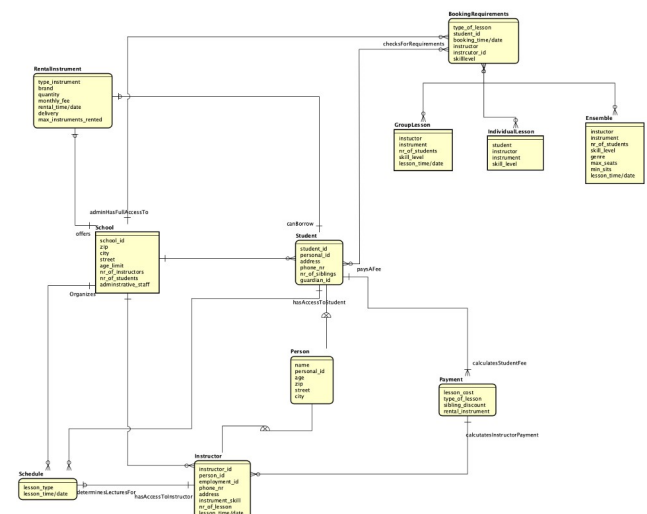 BookingRequirements
type_of_lesson
student_id
booking_time/date
instructor
instrcutor_id
skilllevel
checksForRequirements
RentalInstrument
type_instrument
brand
quantity
monthly_fee
rental_time/date
delivery
max_instruments_rented
GroupLesson
instuctor
instrument
nr_of_students
skill_level
lesson_time/date
IndividualLesson
student
instructor
instrument
skill_level
Ensemble
instuctor
instrument
nr_of_students
skill_level
genre
max_seats
min_sits
lesson_time/date
adminHasFullAccessTo
offers
School
school_id
zip
city
street
age_limit
nr_of_instructors
nr_of_students
adminstrative_staff
Organizes
canBorrow
Student
student_id
personal_id
address
phone_nr
nr_of_siblings
guardian_id
paysAFee
hasAccessToStudent
Person
name
personal_id
age
zip
street
city
calculatesStudentFee
Payment
lesson_cost
type_of_lesson
sibling_discount
rental_instrument
calculatesInstructorPayment
Schedule
lesson_type
lesson_time/date
determinesLecturesFor
hasAccessToInstructor
Instructor
instructor_id
person_id
employment_id
phone_nr
address
instrument_skill
nr_of_lesson
lesson_time/date